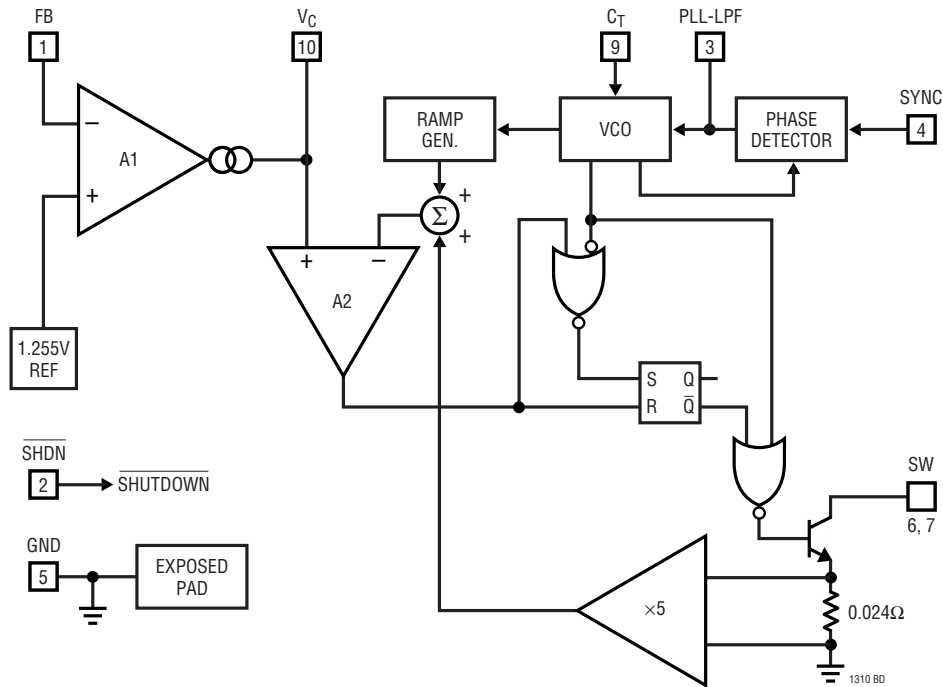 FB
1
VC
10
CT
9
PLL-LPF
3
SYNC
4
A1
−
+
RAMP
GEN.
VCO
PHASE
DETECTOR
Σ
+
+
+
−
A2
1.255V
REF
S
Q
R
Q̅
SHDN
2
SHUTDOWN
GND
5
EXPOSED
PAD
SW
6, 7
×5
0.024Ω
1310 BD